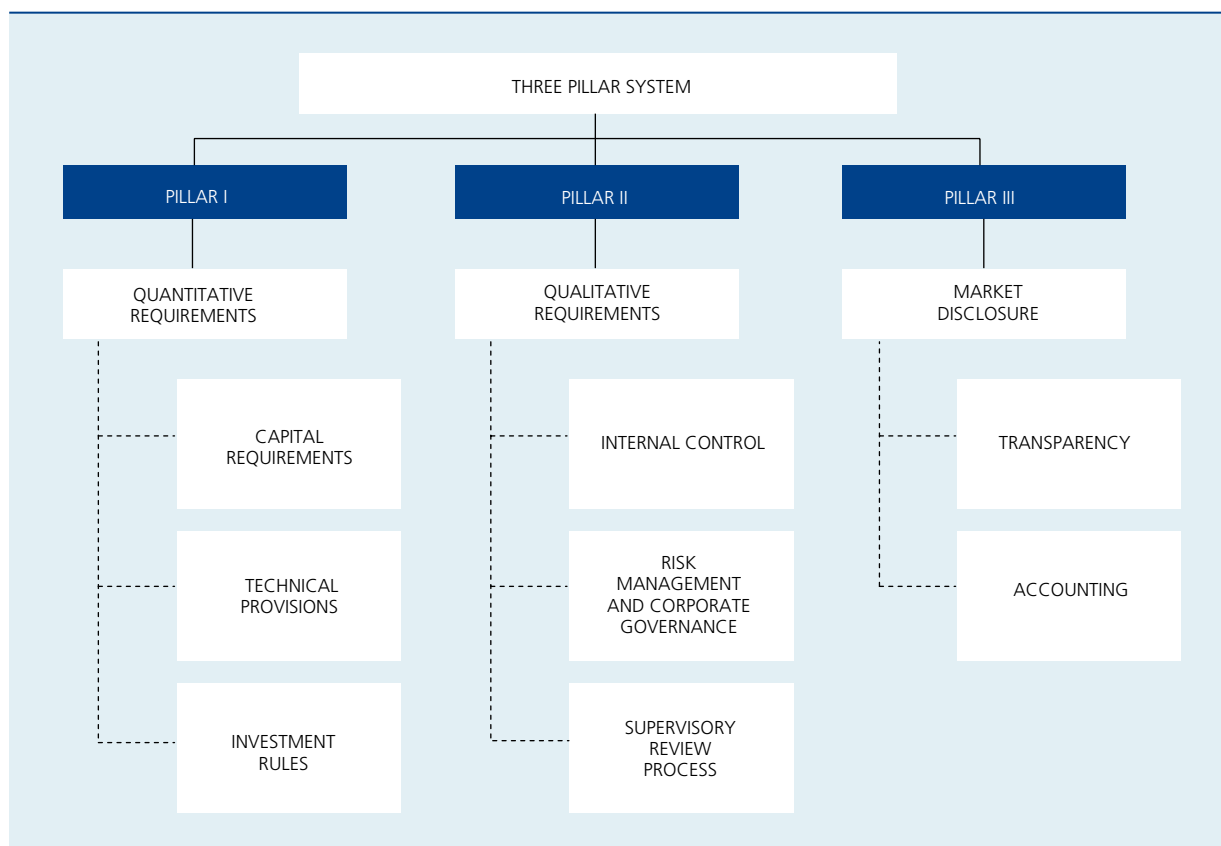 THREE PILLAR SYSTEM
PILLAR I
PILLAR II
PILLAR III
QUANTITATIVE
REQUIREMENTS
QUALITATIVE
REQUIREMENTS
MARKET
DISCLOSURE
CAPITAL
REQUIREMENTS
INTERNAL CONTROL
TRANSPARENCY
TECHNICAL
PROVISIONS
RISK
MANAGEMENT
AND CORPORATE
GOVERNANCE
ACCOUNTING
INVESTMENT
RULES
SUPERVISORY
REVIEW
PROCESS